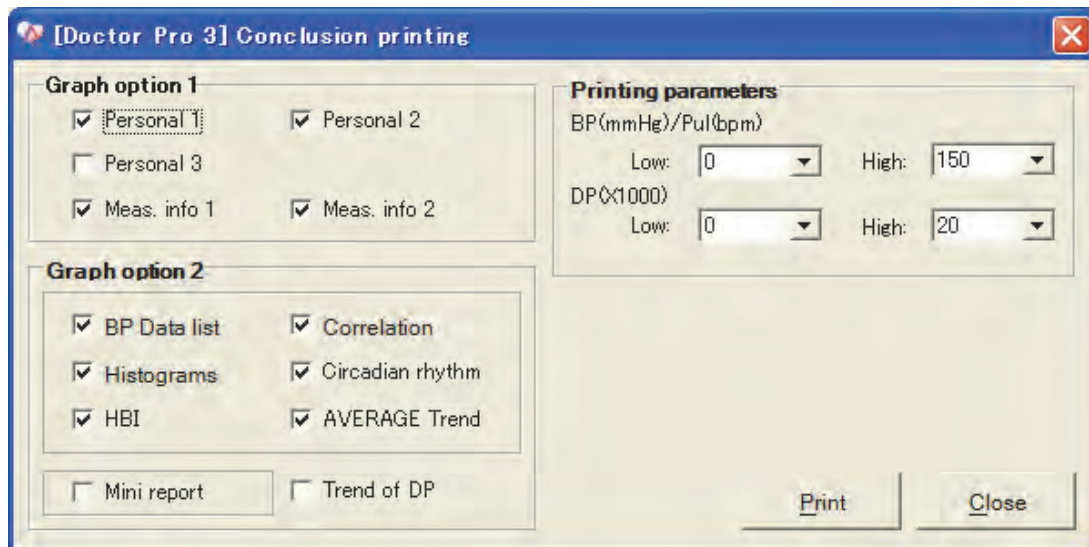 [Doctor Pro 3] Conclusion printing
Graph option 1
Personal 1 Personal 2
Personal 3
Meas. info 1 Meas. info 2
Graph option 2
BP Data list Correlation
Histograms Circadian rhythm
HBI AVERAGE Trend
Mini report Trend of DP
Printing parameters
BP(mmHg)/Pul(bpm)
Low: 0 High: 150
DP(X1000)
Low: 0 High: 20
Print Close